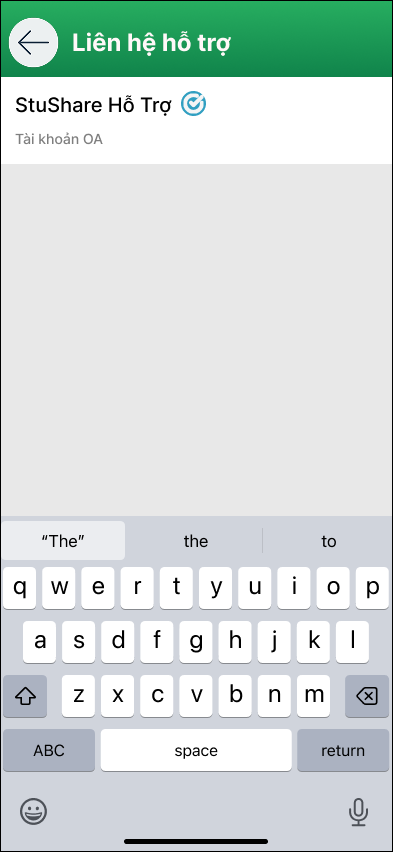 Liên hệ hỗ trợ
StuShare Hỗ Trợ
Tài khoản OA
“The” the to
q w e r t y u i o p
a s d f g h j k l
z x c v b n m
ABC space return